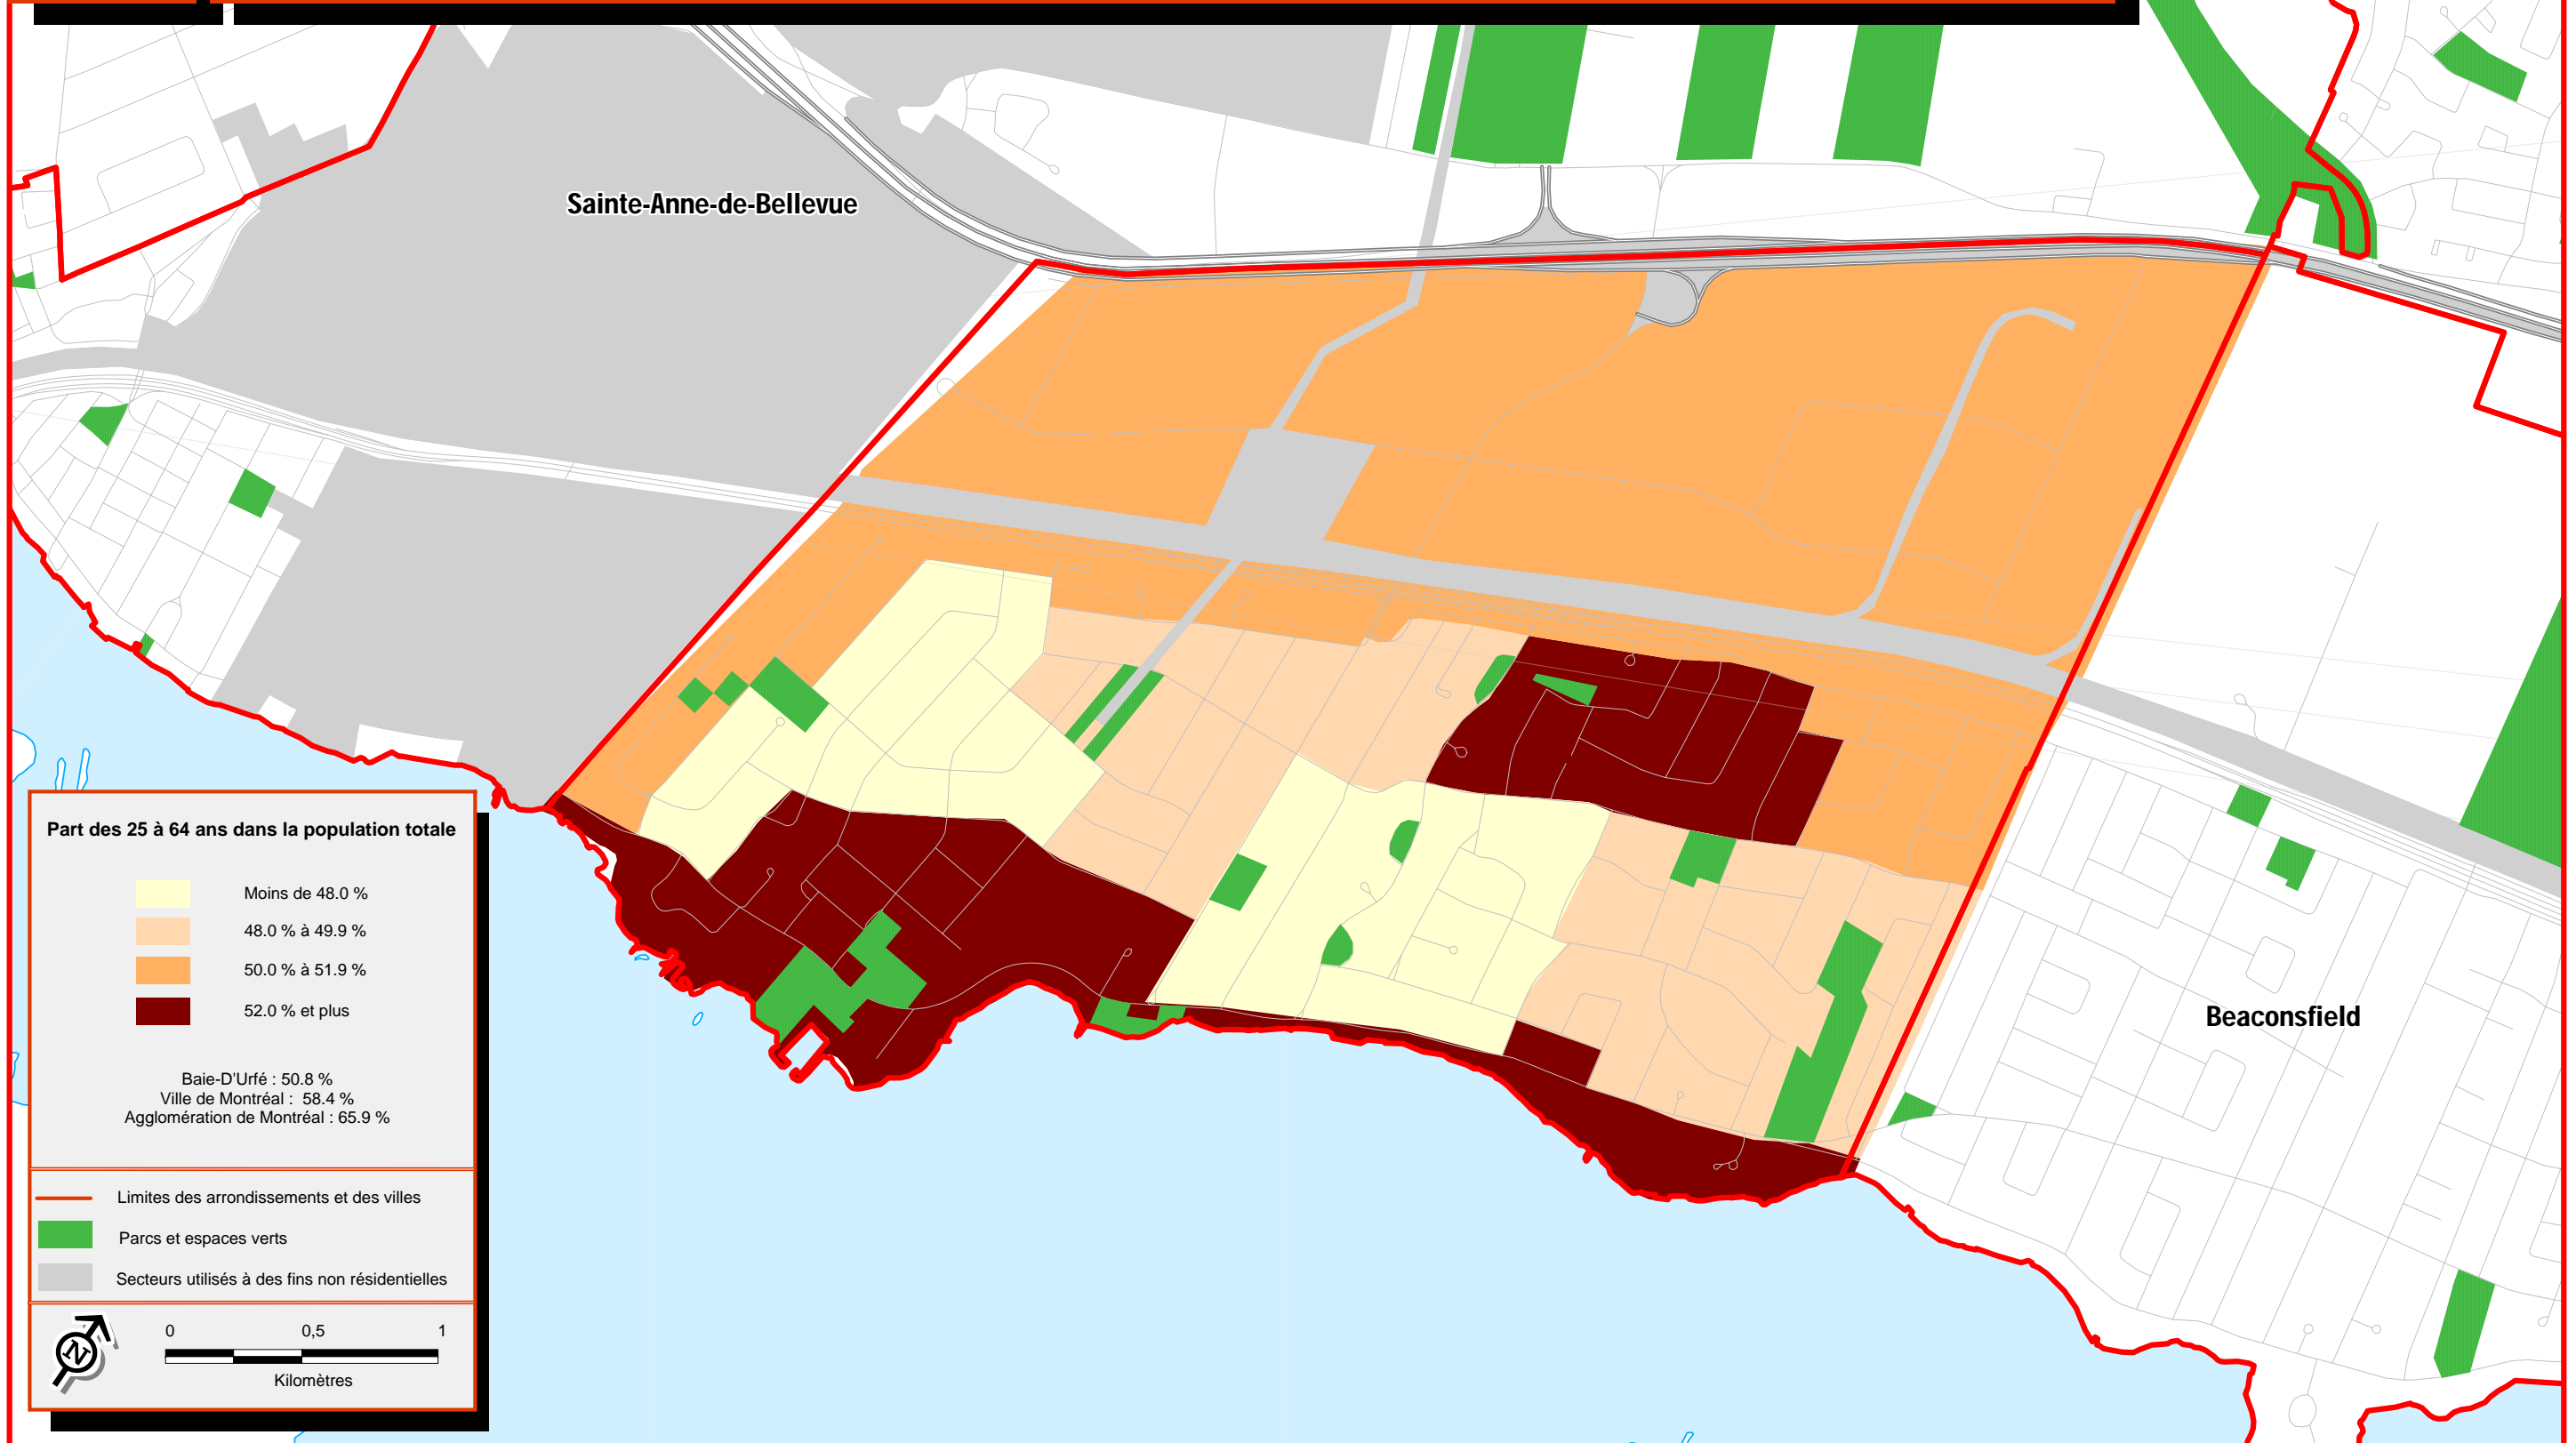 Sainte-Anne-de-Bellevue
Part des 25 à 64 ans dans la population totale
Moins de 48.0 %
48.0 % à 49.9 %
50.0 % à 51.9 %
52.0 % et plus
Baie-D'Urfé : 50.8 %
Ville de Montréal : 58.4 %
Agglomération de Montréal : 65.9 %
Limites des arrondissements et des villes
Parcs et espaces verts
Secteurs utilisés à des fins non résidentielles
N
0 0,5 1
Kilomètres
Beaconsfield